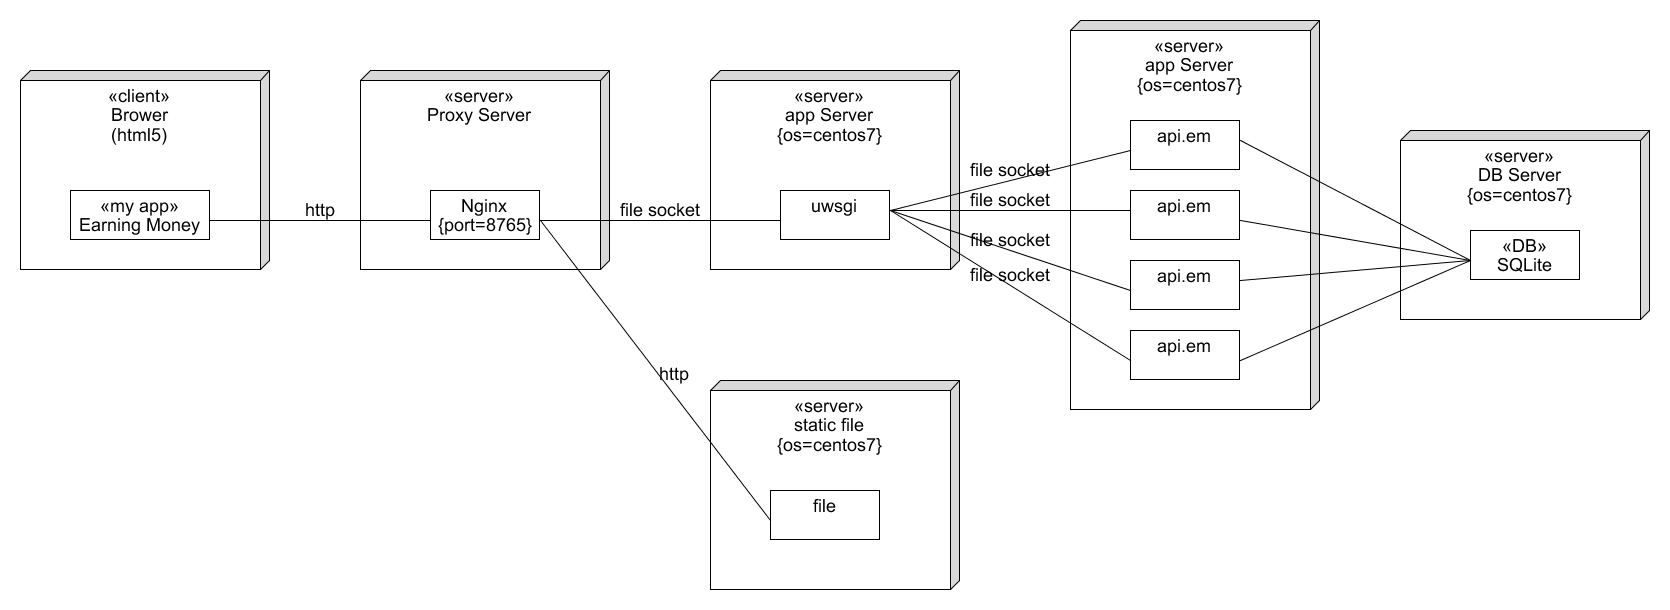 «client»
Brower
(html5)
«my app»
Earning Money
http
«server»
Proxy Server
Nginx
{port=8765}
file socket
http
«server»
app Server
{os=centos7}
uwsgi
«server»
static file
{os=centos7}
file
file socket
file socket
file socket
file socket
«server»
app Server
{os=centos7}
api.em
api.em
api.em
api.em
«server»
DB Server
{os=centos7}
«DB»
SQLite